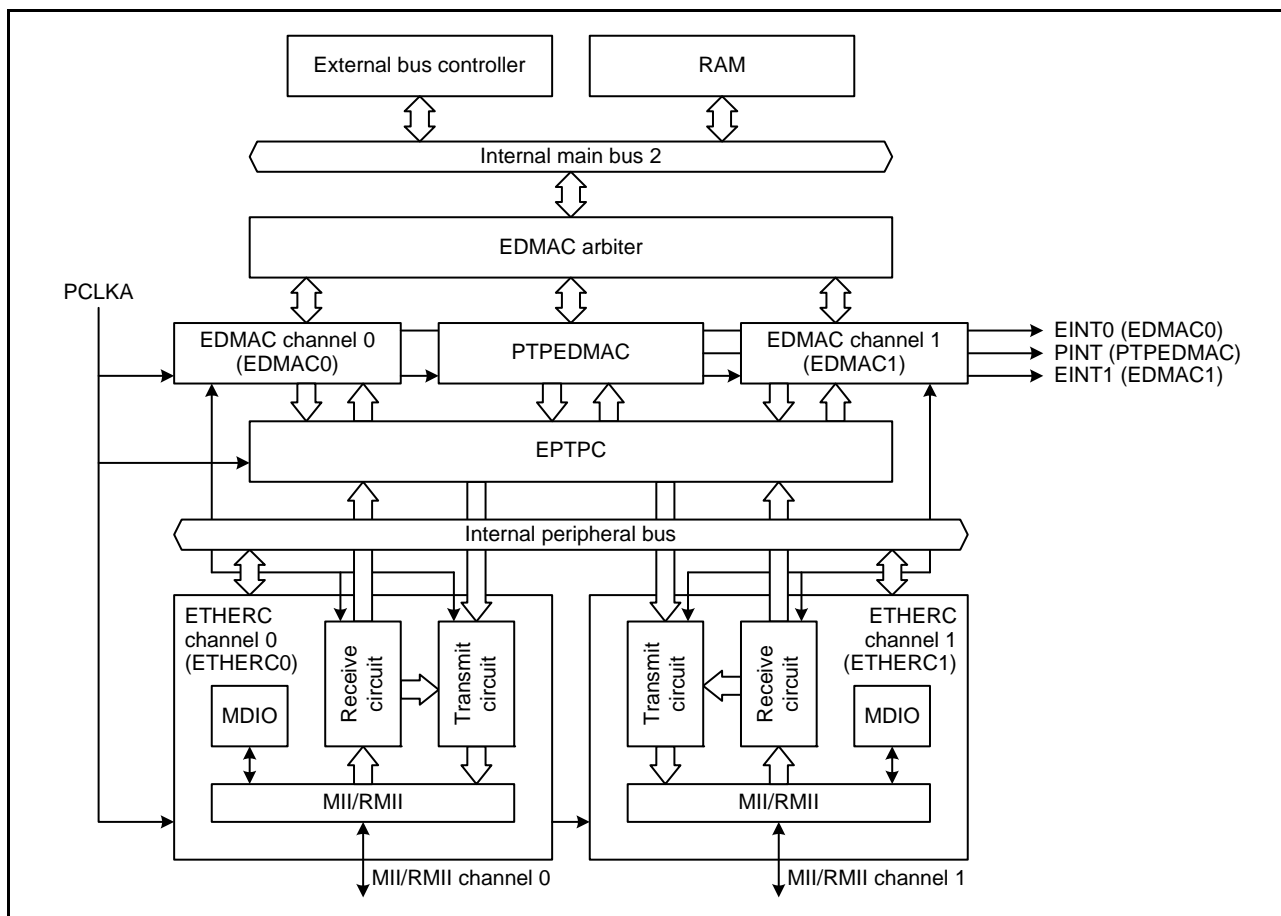 External bus controller
RAM
Internal main bus 2
EDMAC arbiter
PCLKA
EDMAC channel 0
(EDMAC0)
PTPEDMAC
EDMAC channel 1
(EDMAC1)
EINT0 (EDMAC0)
PINT (PTPEDMAC)
EINT1 (EDMAC1)
EPTPC
Internal peripheral bus
ETHERC
channel 0
(ETHERC0)
Receive
circuit
Transmit
circuit
MDIO
MII/RMII
MII/RMII channel 0
Transmit
circuit
Receive
circuit
ETHERC
channel 1
(ETHERC1)
MDIO
MII/RMII
MII/RMII channel 1